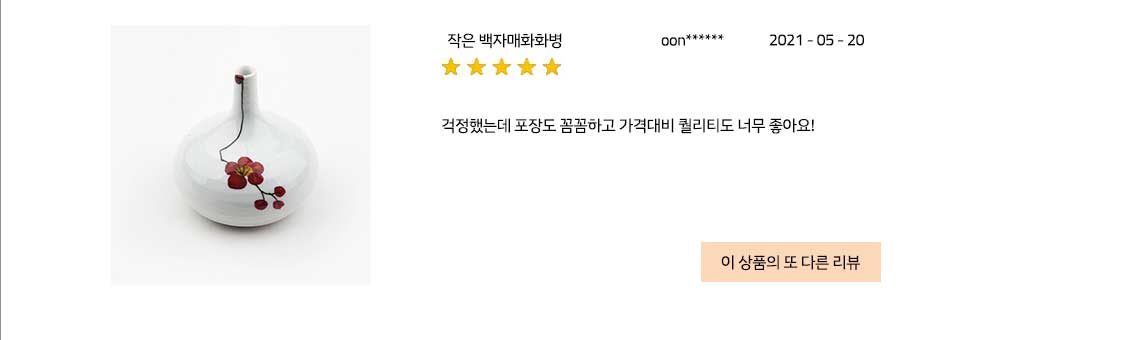 작은 백자매화화병 oon****** 2021 - 05 - 20
걱정했는데 포장도 꼼꼼하고 가격대비 퀄리티도 너무 좋아요!
이 상품의 또 다른 리뷰